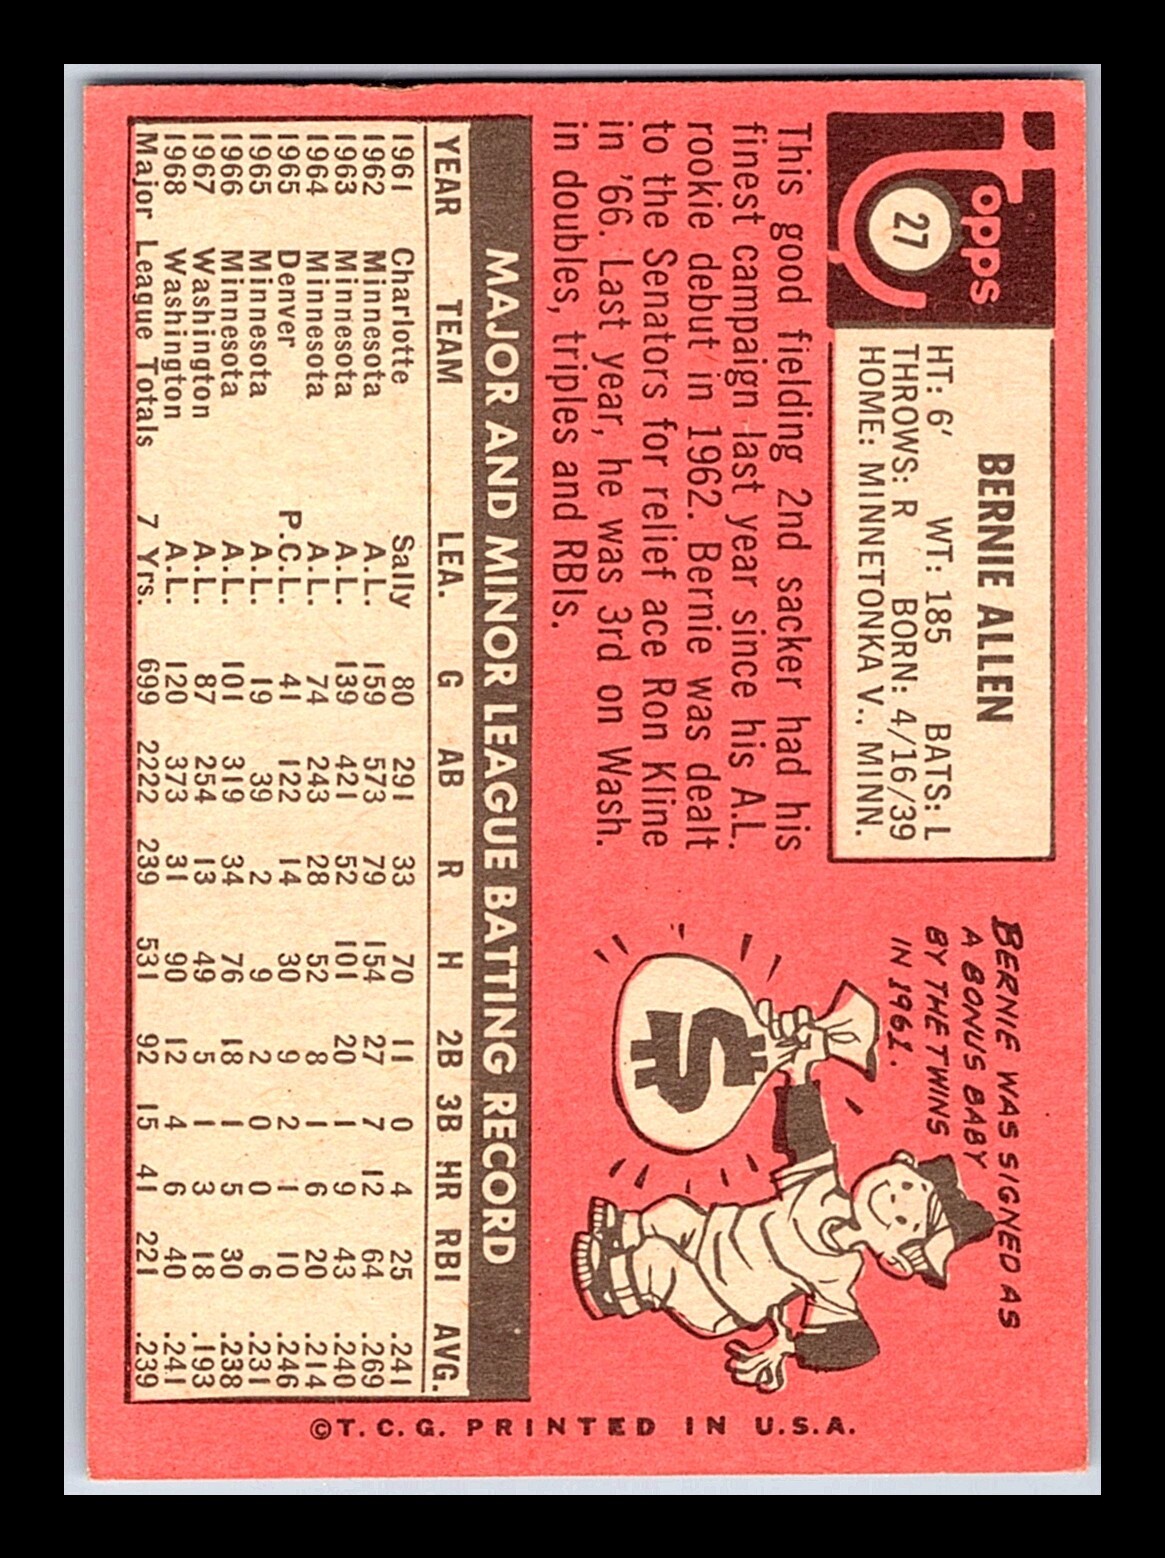 Topps
27
BERNIE ALLEN
HT: 6' WT: 185 BATS: L
THROWS: R BORN: 4/16/39
HOME: MINNETONKA V., MINN.
This good fielding 2nd sacker had his
finest campaign last year since his A.L.
rookie debut in 1962. Bernie was dealt
to the Senators for relief ace Ron Kline
in '66. Last year, he was 3rd on Wash.
in doubles, triples and RBIs.
BERNIE WAS SIGNED AS
A BONUS BABY
BY THE TWINS
IN 1961.
$
MAJOR AND MINOR LEAGUE BATTING RECORD
YEAR TEAM LEA. G AB R H 2B 3B HR RBI AVG.
1961 Charlotte Sally 80 291 33 70 11 0 4 25 .241
1962 Minnesota A.L. 159 573 79 154 27 7 12 64 .269
1963 Minnesota A.L. 139 421 52 101 20 1 9 43 .240
1964 Minnesota A.L. 74 243 28 52 8 1 6 20 .214
1965 Denver P.C.L. 41 122 14 30 9 2 1 10 .246
1965 Minnesota A.L. 19 39 2 9 2 0 0 6 .231
1966 Minnesota A.L. 101 319 34 76 18 1 5 30 .238
1967 Washington A.L. 87 254 13 49 5 1 3 18 .193
1968 Washington A.L. 120 373 31 90 12 4 6 40 .241
Major League Totals 7 Yrs. 699 2222 239 531 92 15 41 221 .239
©T.C.G. PRINTED IN U.S.A.